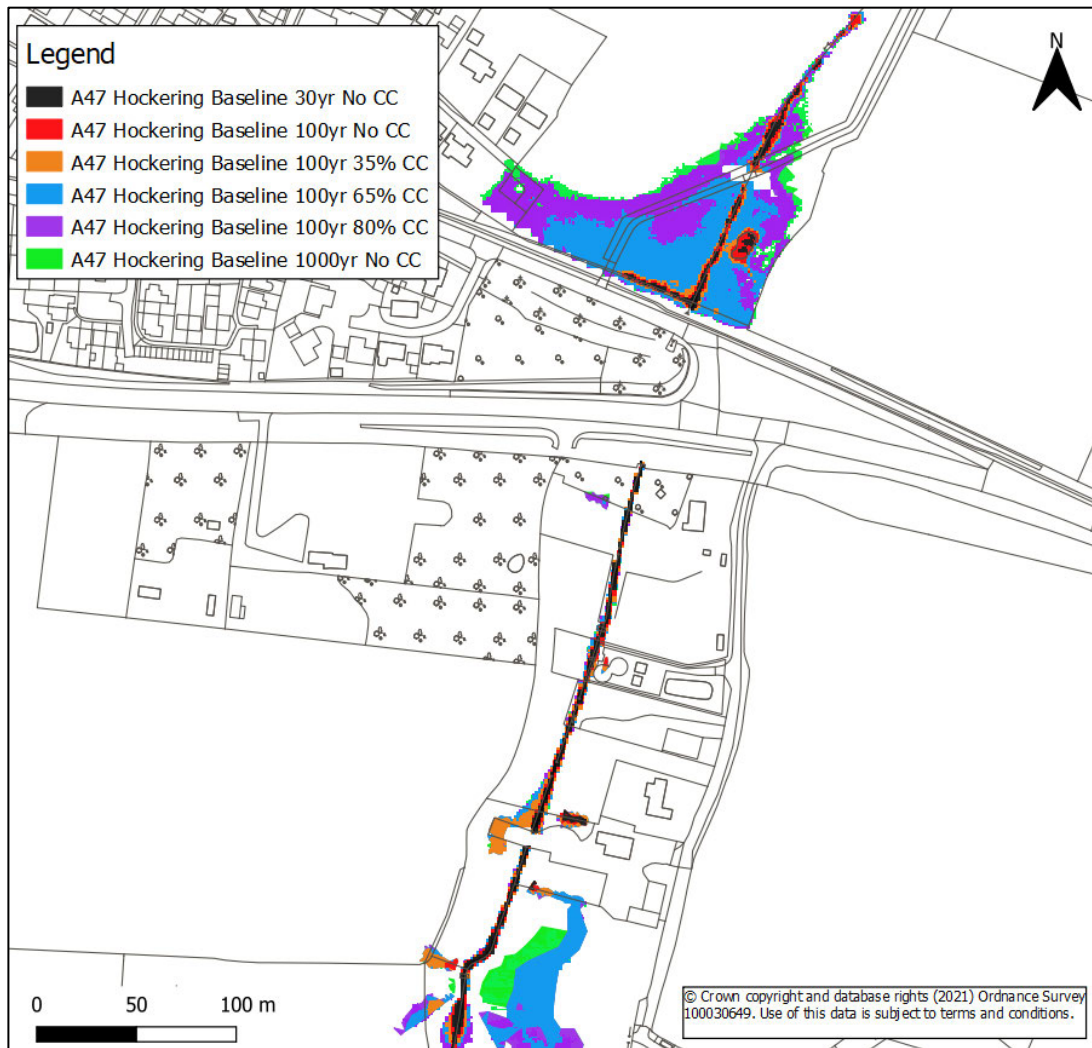 Legend
A47 Hockering Baseline 30yr No CC
A47 Hockering Baseline 100yr No CC
A47 Hockering Baseline 100yr 35% CC
A47 Hockering Baseline 100yr 65% CC
A47 Hockering Baseline 100yr 80% CC
A47 Hockering Baseline 1000yr No CC
N
0 50 100 m
© Crown copyright and database rights (2021) Ordnance Survey
100030649. Use of this data is subject to terms and conditions.